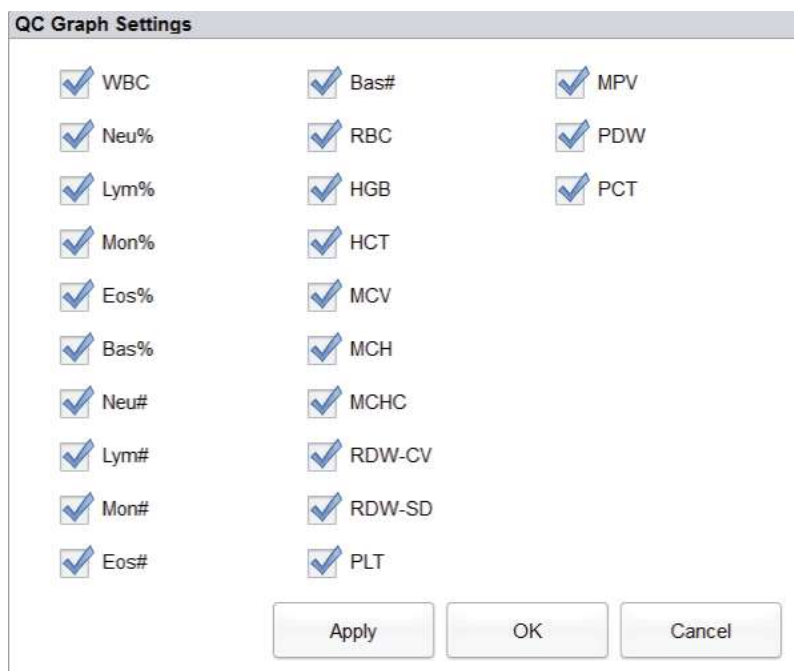 QC Graph Settings
WBC Bas# MPV
Neu% RBC PDW
Lym% HGB PCT
Mon% HCT
Eos% MCV
Bas% MCH
Neu# MCHC
Lym# RDW-CV
Mon# RDW-SD
Eos# PLT
Apply OK Cancel